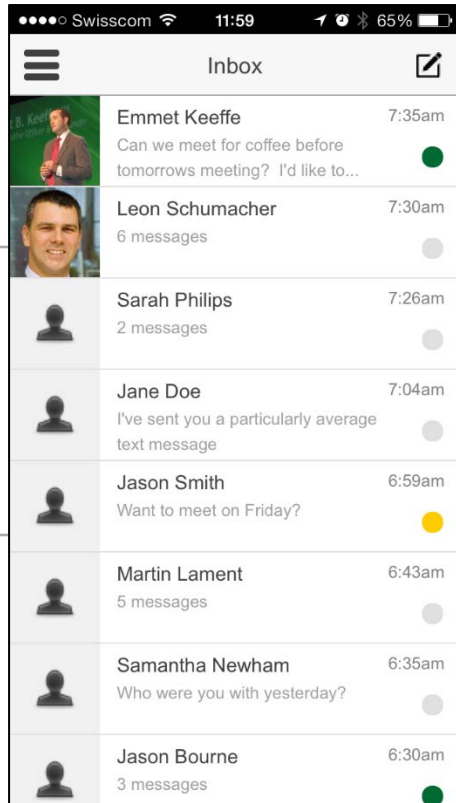 Swisscom 11:59 65%
Inbox
Emmet Keeffe 7:35am
Can we meet for coffee before
tomorrows meeting? I'd like to...
Leon Schumacher 7:30am
6 messages
Sarah Philips 7:26am
2 messages
Jane Doe 7:04am
I've sent you a particularly average
text message
Jason Smith 6:59am
Want to meet on Friday?
Martin Lament 6:43am
5 messages
Samantha Newham 6:35am
Who were you with yesterday?
Jason Bourne 6:30am
3 messages